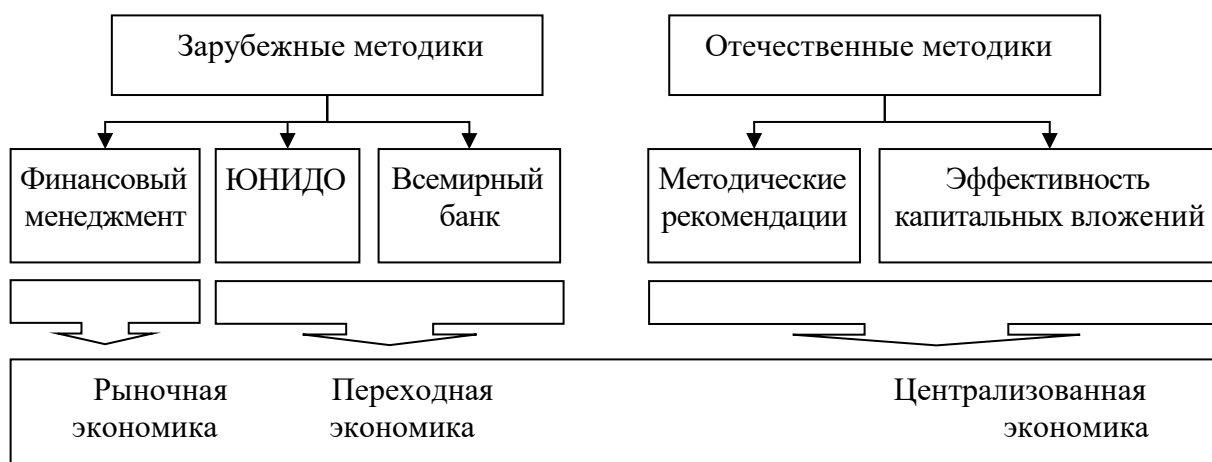 Зарубежные методики
Отечественные методики
Финансовый
менеджмент
ЮНИДО
Всемирный
банк
Методические
рекомендации
Эффективность
капитальных вложений
Рыночная
экономика
Переходная
экономика
Централизованная
экономика